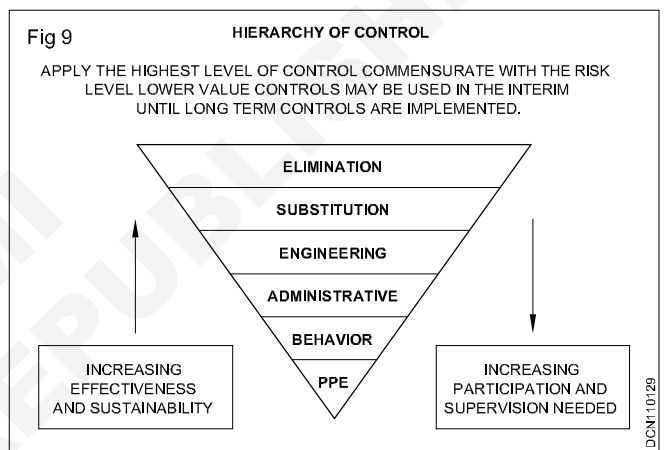 Fig 9
HIERARCHY OF CONTROL
APPLY THE HIGHEST LEVEL OF CONTROL COMMENSURATE WITH THE RISK
LEVEL LOWER VALUE CONTROLS MAY BE USED IN THE INTERIM
UNTIL LONG TERM CONTROLS ARE IMPLEMENTED.
ELIMINATION
SUBSTITUTION
ENGINEERING
ADMINISTRATIVE
BEHAVIOR
PPE
INCREASING
EFFECTIVENESS
AND SUSTAINABILITY
INCREASING
PARTICIPATION AND
SUPERVISION NEEDED
DCN110129